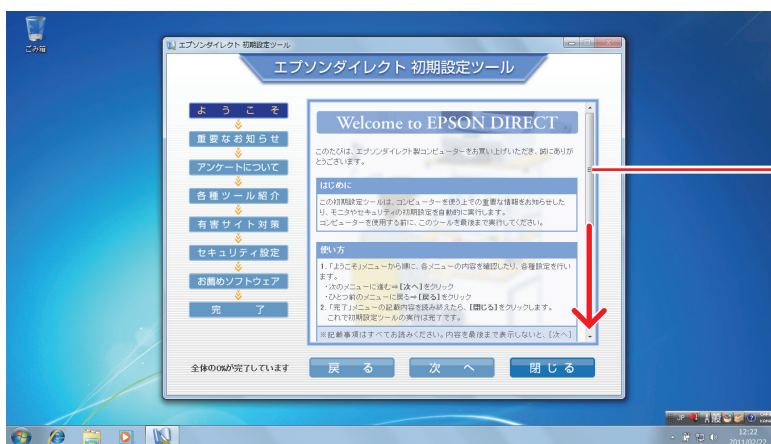 ごみ箱
エプソンダイレクト 初期設定ツール
エプソンダイレクト 初期設定ツール
ようこそ
重要なお知らせ
アンケートについて
各種ツール紹介
有害サイト対策
セキュリティ設定
お薦めソフトウェア
完了
Welcome to EPSON DIRECT
このたびは、エプソンダイレクト製コンピューターをお買い上げいただき、誠にありが
とうございます。
はじめに
この初期設定ツールは、コンピューターを使う上での重要な情報をお知らせした
り、モニタやセキュリティの初期設定を自動的に実行します。
コンピューターを使用する前に、このツールを最後まで実行してください。
使い方
1. 「ようこそ」メニューから順に、各メニューの内容を確認したり、各種設定を行い
ます。
・次のメニューに進む⇒【次へ】をクリック
・ひとつ前のメニューに戻る⇒【戻る】をクリック
2. 「完了」メニューの記載内容を読み終えたら、【閉じる】をクリックします。
これで初期設定ツールの実行は完了です。
※記載事項はすべてお読みください。内容を最後まで表示しないと、【次へ】
全体の0%が完了しています
戻る
次へ
閉じる
JP
A 般
12:22
2011/02/27